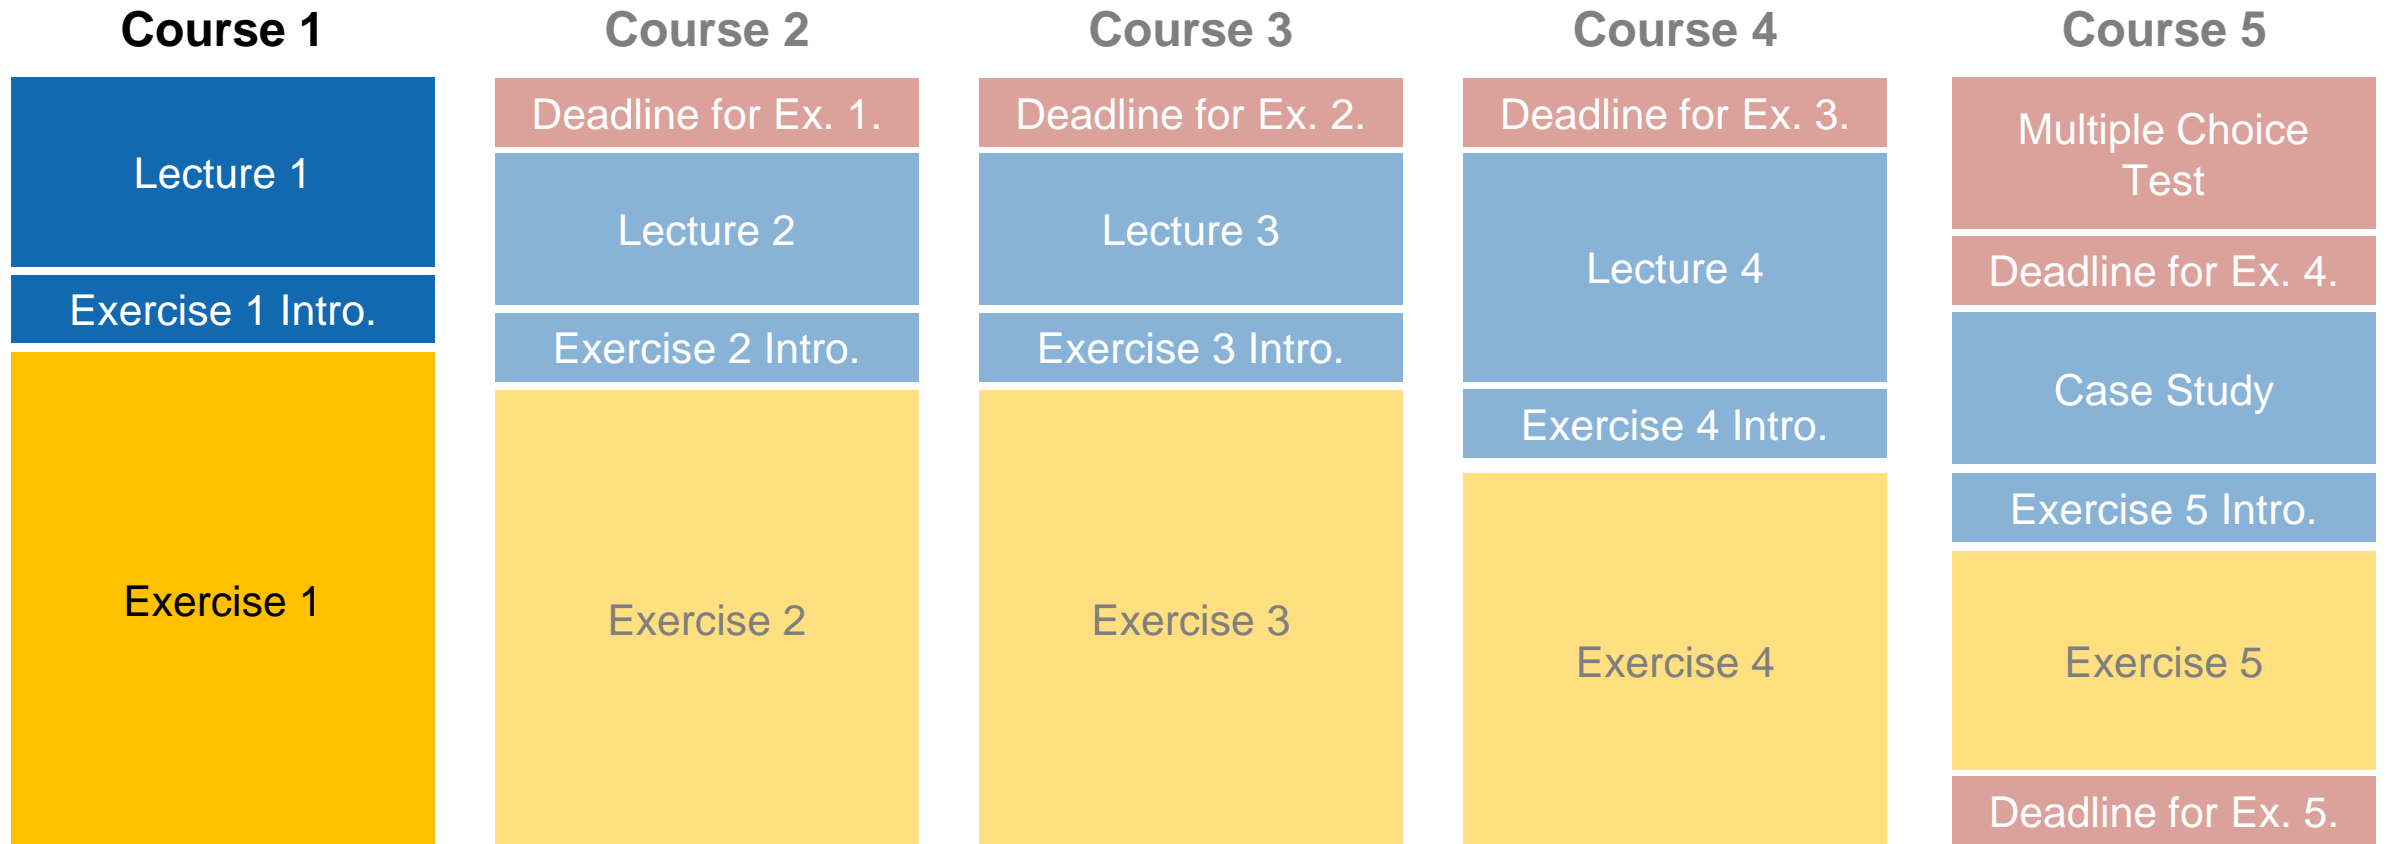 Course 1
Lecture 1
Exercise 1 Intro.
Exercise 1
Course 2
Deadline for Ex. 1.
Lecture 2
Exercise 2 Intro.
Exercise 2
Course 3
Deadline for Ex. 2.
Lecture 3
Exercise 3 Intro.
Exercise 3
Course 4
Deadline for Ex. 3.
Lecture 4
Exercise 4 Intro.
Exercise 4
Course 5
Multiple Choice
Test
Deadline for Ex. 4.
Case Study
Exercise 5 Intro.
Exercise 5
Deadline for Ex. 5.